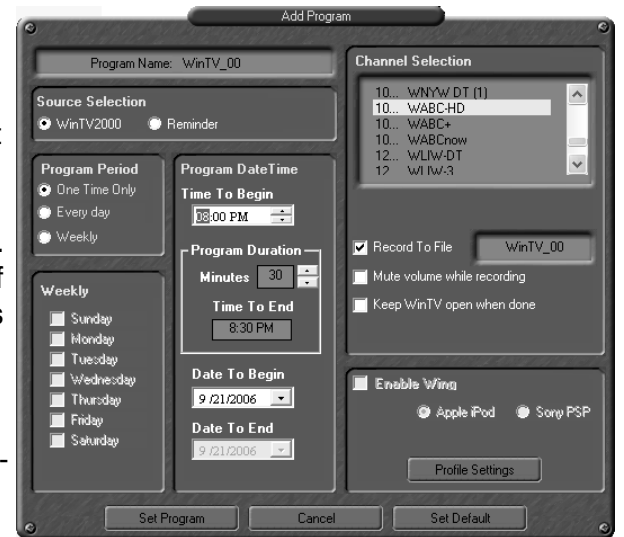 Add Program
Program Name: WinTV_00
Source Selection
WinTV2000 Reminder
Program Period
One Time Only
Every day
Weekly
Weekly
Sunday
Monday
Tuesday
Wednesday
Thursday
Friday
Saturday
Program DateTime
Time To Begin
08:00 PM
Program Duration
Minutes 30
Time To End
8:30 PM
Date To Begin
9 /21/2006
Date To End
9 /21/2006
Channel Selection
10... WNYW DT (1)
10... WABC-HD
10... WABC+
10... WABCnow
12... WLIW-DT
12 WLIW-3
Record To File WinTV_00
Mute volume while recording
Keep WinTV open when done
Enable Wing
Apple iPod Sony PSP
Profile Settings
Set Program Cancel Set Default